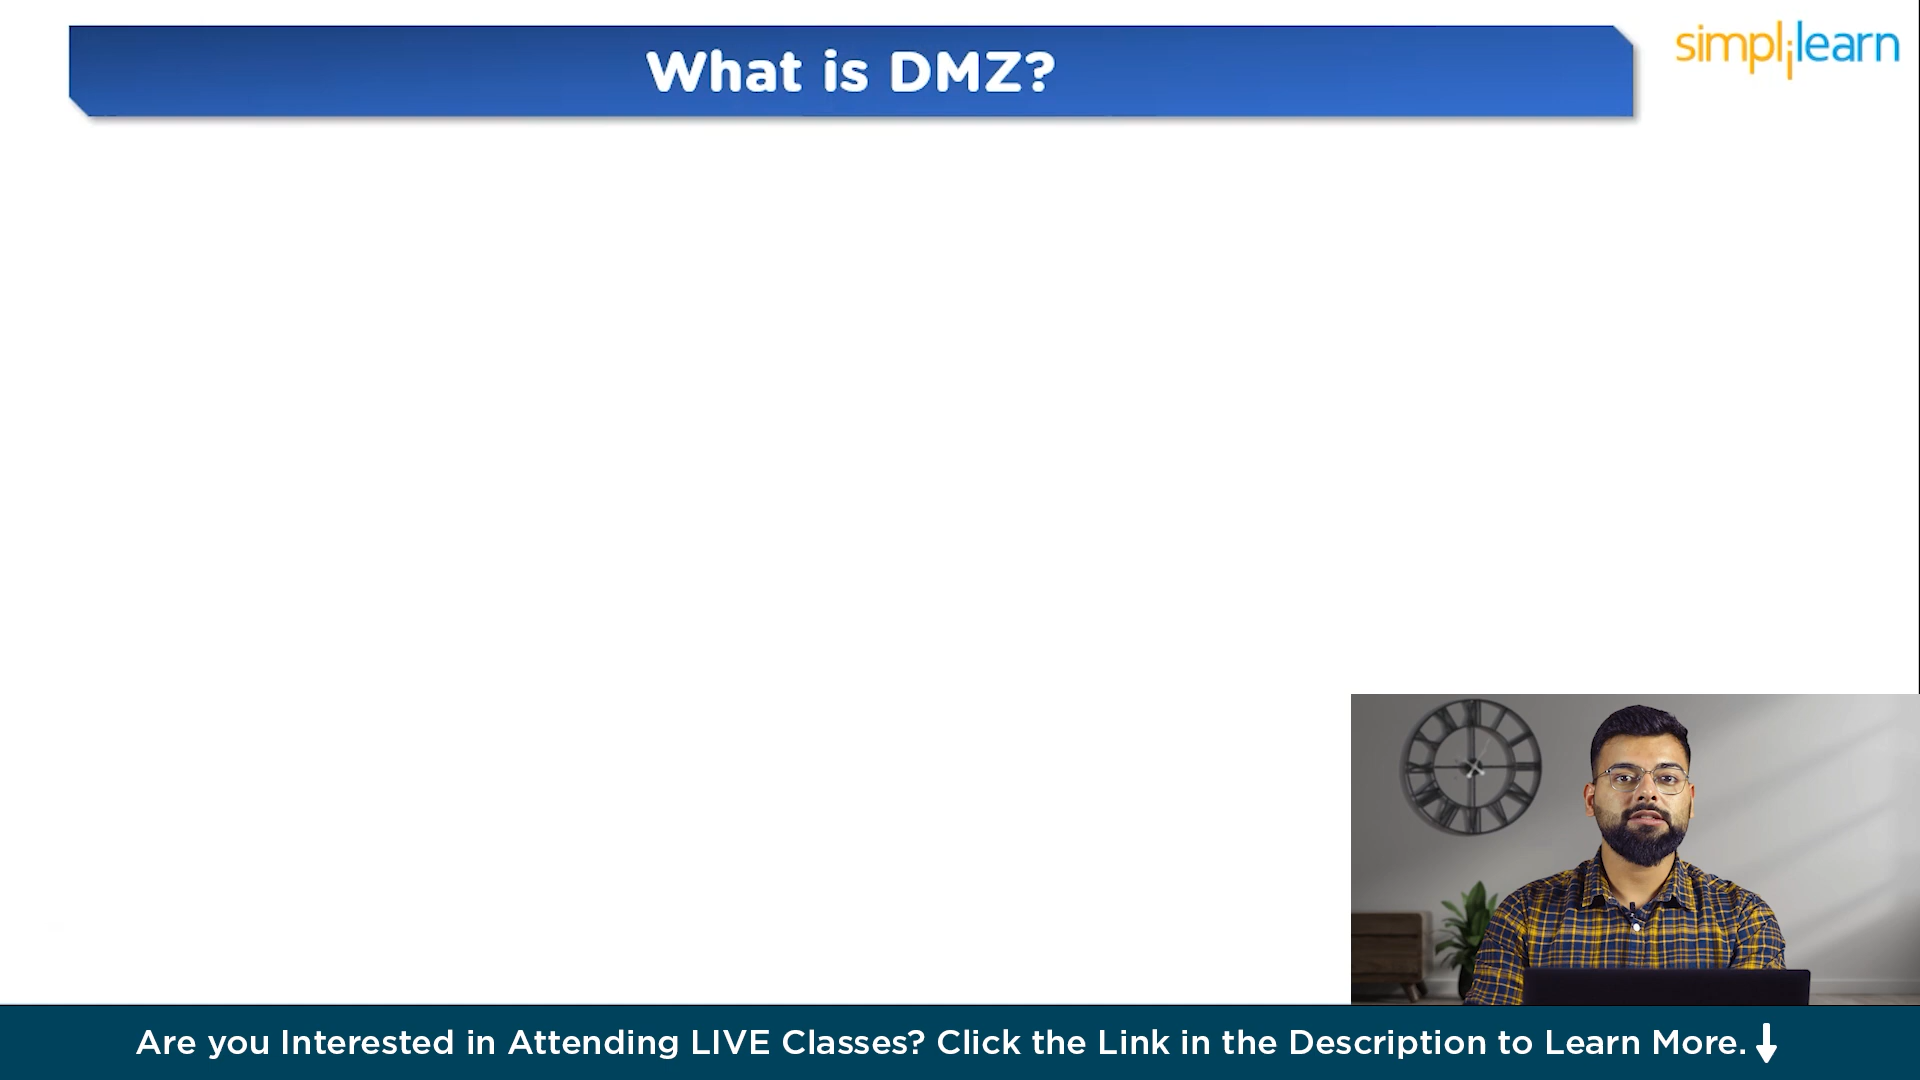 What is DMZ?
simplilearn
Are you Interested in Attending LIVE Classes? Click the Link in the Description to Learn More.